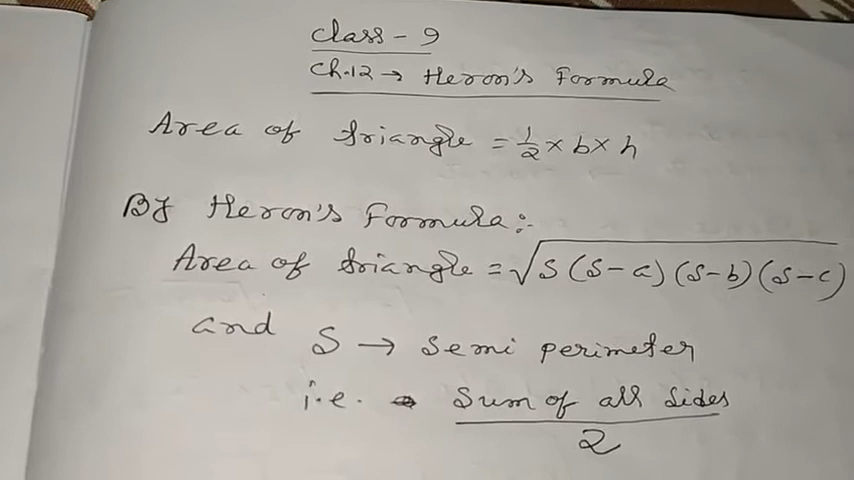 Class - 9
Ch.12 → Heron's Formula
Area of triangle = 1/2 × b × h
By Heron's Formula:-
Area of triangle = √S(S-a)(S-b)(S-c)
and S → Semi perimeter
i.e. → Sum of all sides
2